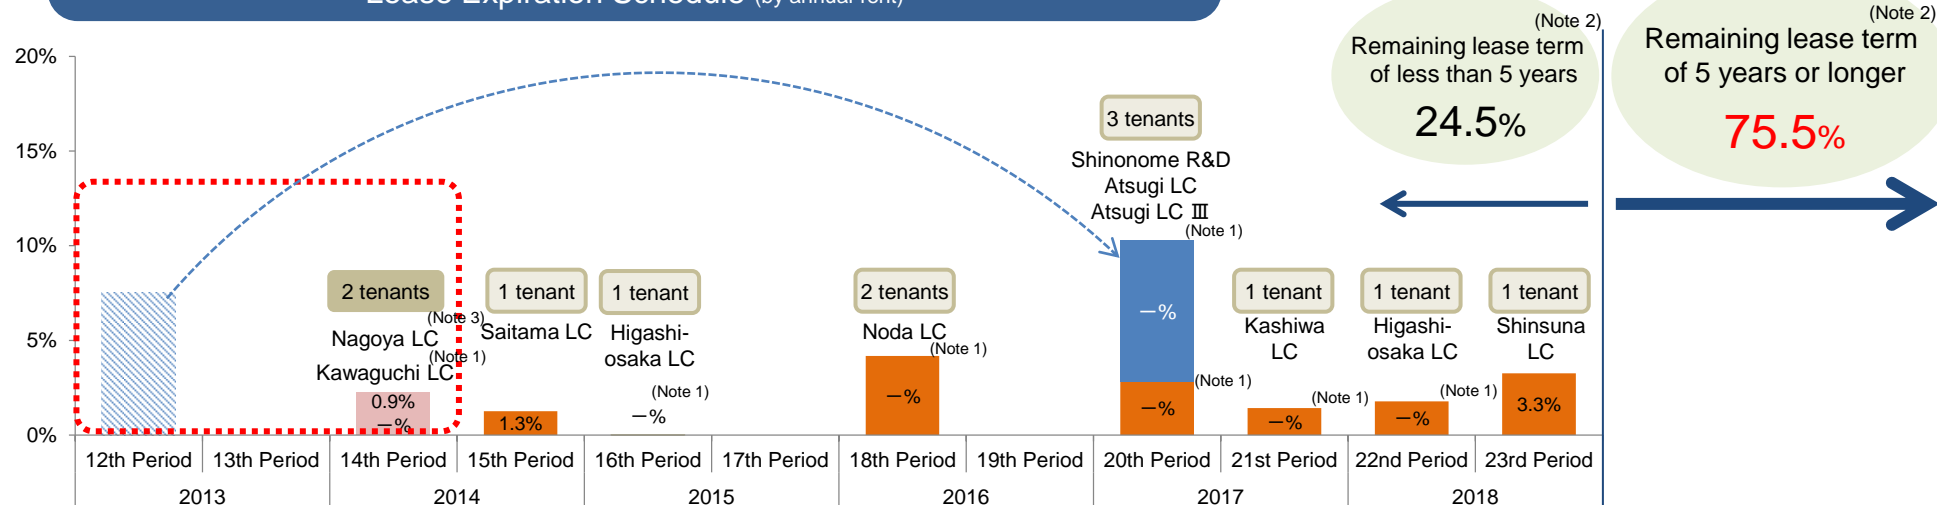 Lease Expiration Schedule (by annual rent)
(Note 2)
Remaining lease term
of less than 5 years
24.5%
(Note 2)
Remaining lease term
of 5 years or longer
75.5%
20%
15%
10%
5%
0%
2 tenants
(Note 3)
Nagoya LC
(Note 1)
Kawaguchi LC
0.9%
―%
1 tenant
Saitama LC
1.3%
1 tenant
Higashi-
osaka LC
(Note 1)
―%
2 tenants
Noda LC
(Note 1)
―%
3 tenants
Shinonome R&D
Atsugi LC
Atsugi LC Ⅲ
(Note 1)
―%
(Note 1)
―%
1 tenant
Kashiwa
LC
(Note 1)
―%
1 tenant
Higashi-
osaka LC
(Note 1)
―%
1 tenant
Shinsuna
LC
3.3%
12th Period 13th Period 14th Period 15th Period 16th Period 17th Period 18th Period 19th Period 20th Period 21st Period 22nd Period 23rd Period
2013 2014 2015 2016 2017 2018